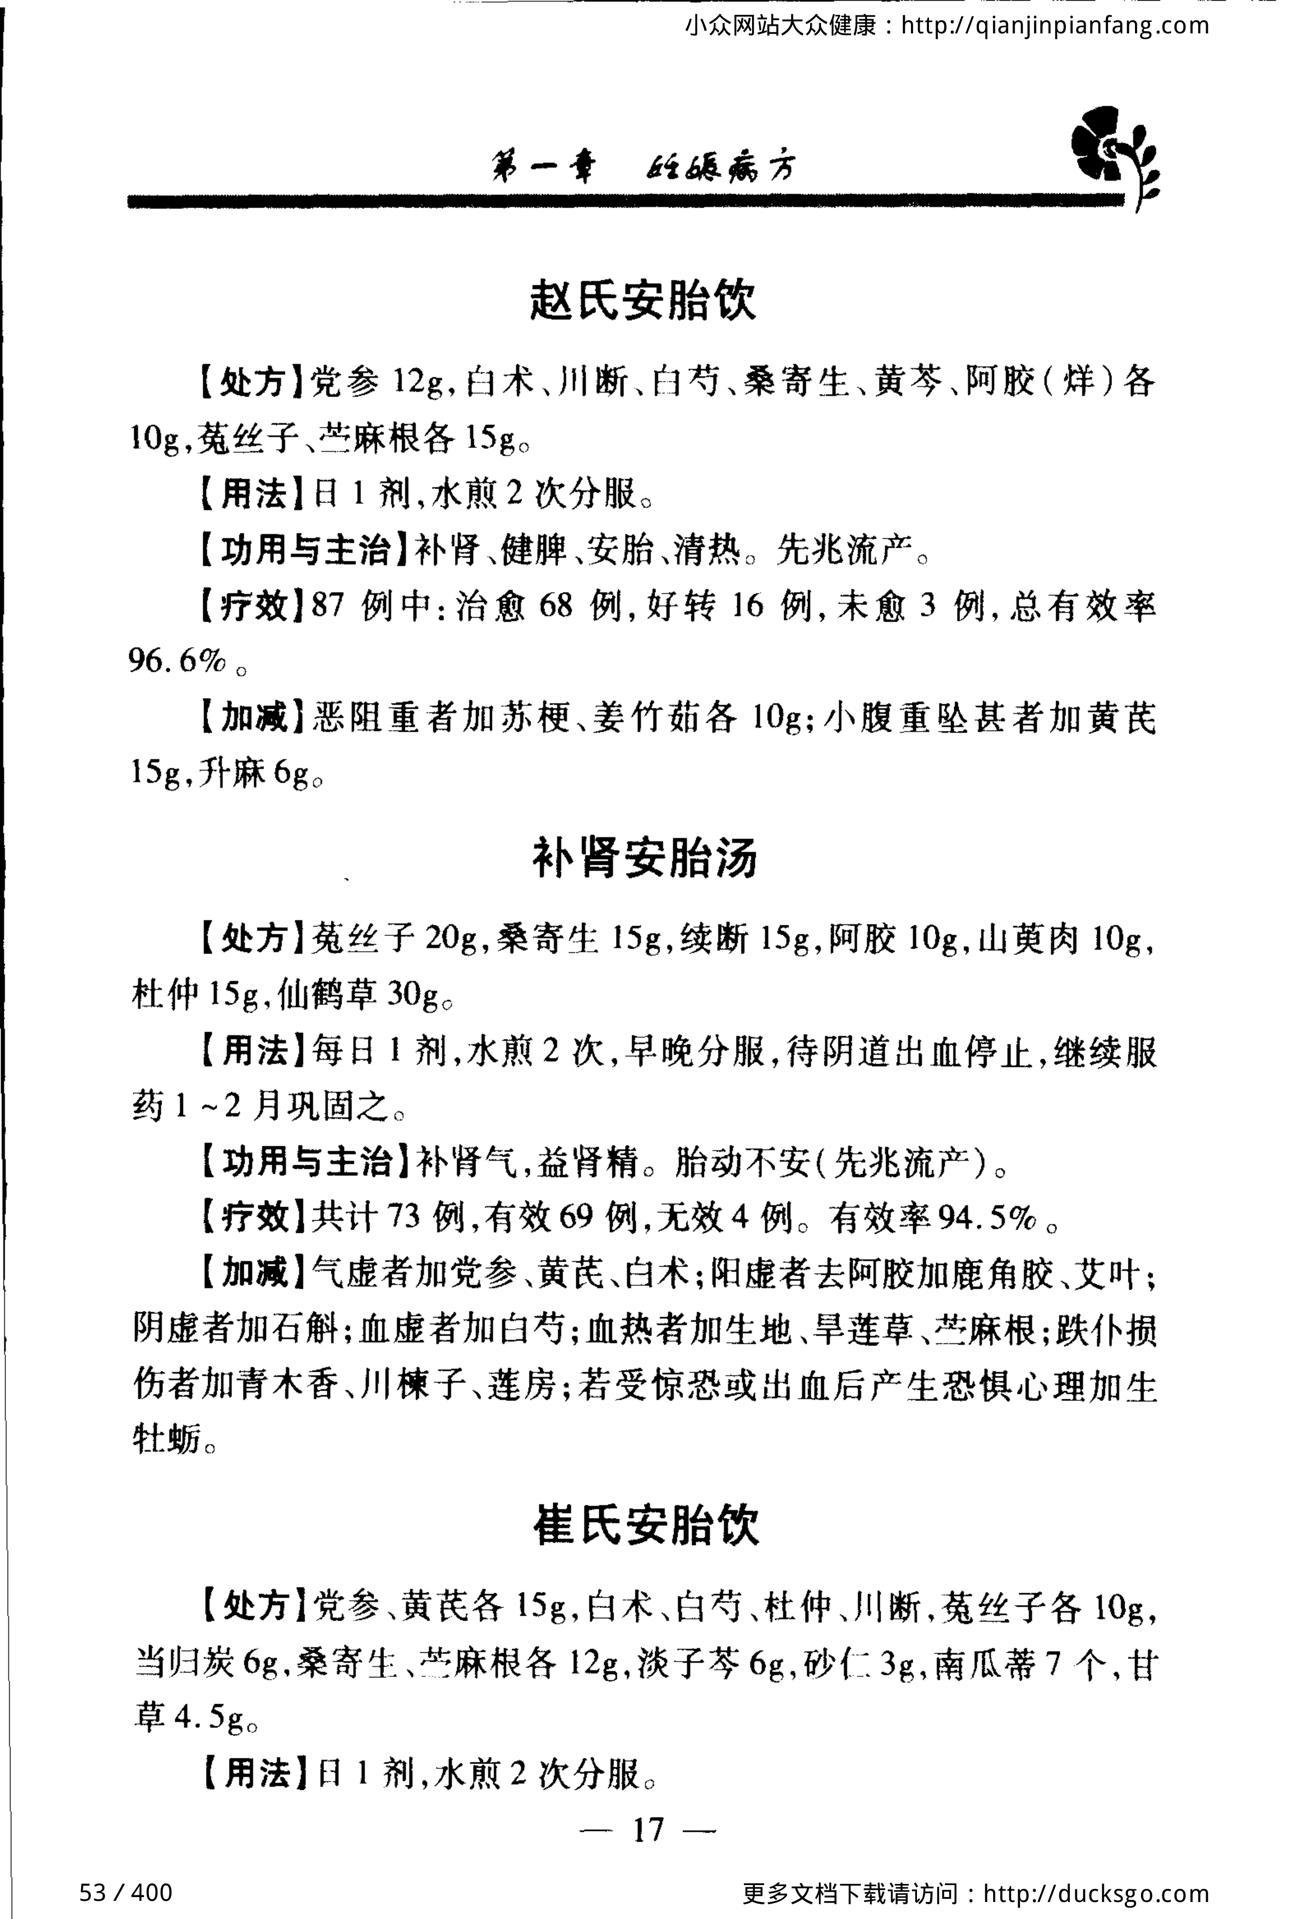 小众网站大众健康：http://qianjinpianfang.com
第一章 妊娠病方
赵氏安胎饮
【处方】党参 12g，白术、川断、白芍、桑寄生、黄芩、阿胶（烊）各
10g，菟丝子、苎麻根各 15g。
【用法】日 1 剂，水煎 2 次分服。
【功用与主治】补肾、健脾、安胎、清热。先兆流产。
【疗效】87 例中：治愈 68 例，好转 16 例，未愈 3 例，总有效率
96.6%。
【加减】恶阻重者加苏梗、姜竹茹各 10g；小腹重坠甚者加黄芪
15g，升麻 6g。
补肾安胎汤
【处方】菟丝子 20g，桑寄生 15g，续断 15g，阿胶 10g，山萸肉 10g，
杜仲 15g，仙鹤草 30g。
【用法】每日 1 剂，水煎 2 次，早晚分服，待阴道出血停止，继续服
药 1～2 月巩固之。
【功用与主治】补肾气，益肾精。胎动不安（先兆流产）。
【疗效】共计 73 例，有效 69 例，无效 4 例。有效率 94.5%。
【加减】气虚者加党参、黄芪、白术；阳虚者去阿胶加鹿角胶、艾叶；
阴虚者加石斛；血虚者加白芍；血热者加生地、旱莲草、苎麻根；跌仆损
伤者加青木香、川楝子、莲房；若受惊恐或出血后产生恐惧心理加生
牡蛎。
崔氏安胎饮
【处方】党参、黄芪各 15g，白术、白芍、杜仲、川断，菟丝子各 10g，
当归炭 6g，桑寄生、苎麻根各 12g，淡子芩 6g，砂仁 3g，南瓜蒂 7 个，甘
草 4.5g。
【用法】日 1 剂，水煎 2 次分服。
— 17 —
53 / 400
更多文档下载请访问：http://ducksgo.com